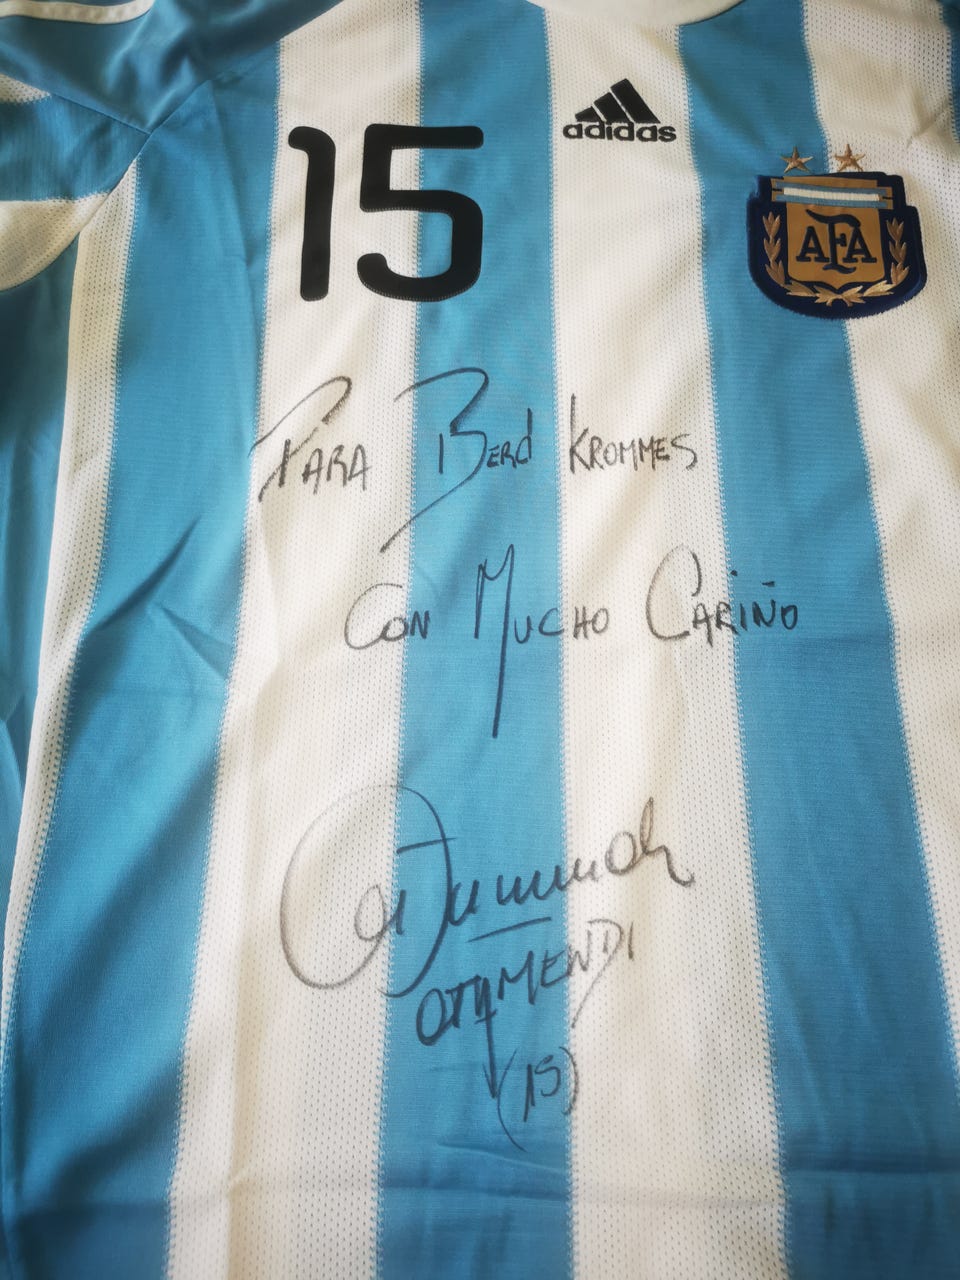 15
adidas
AFA
PARA Berd KROMMES
CON MUCHO CARIÑO
OTAMENDI
(15)